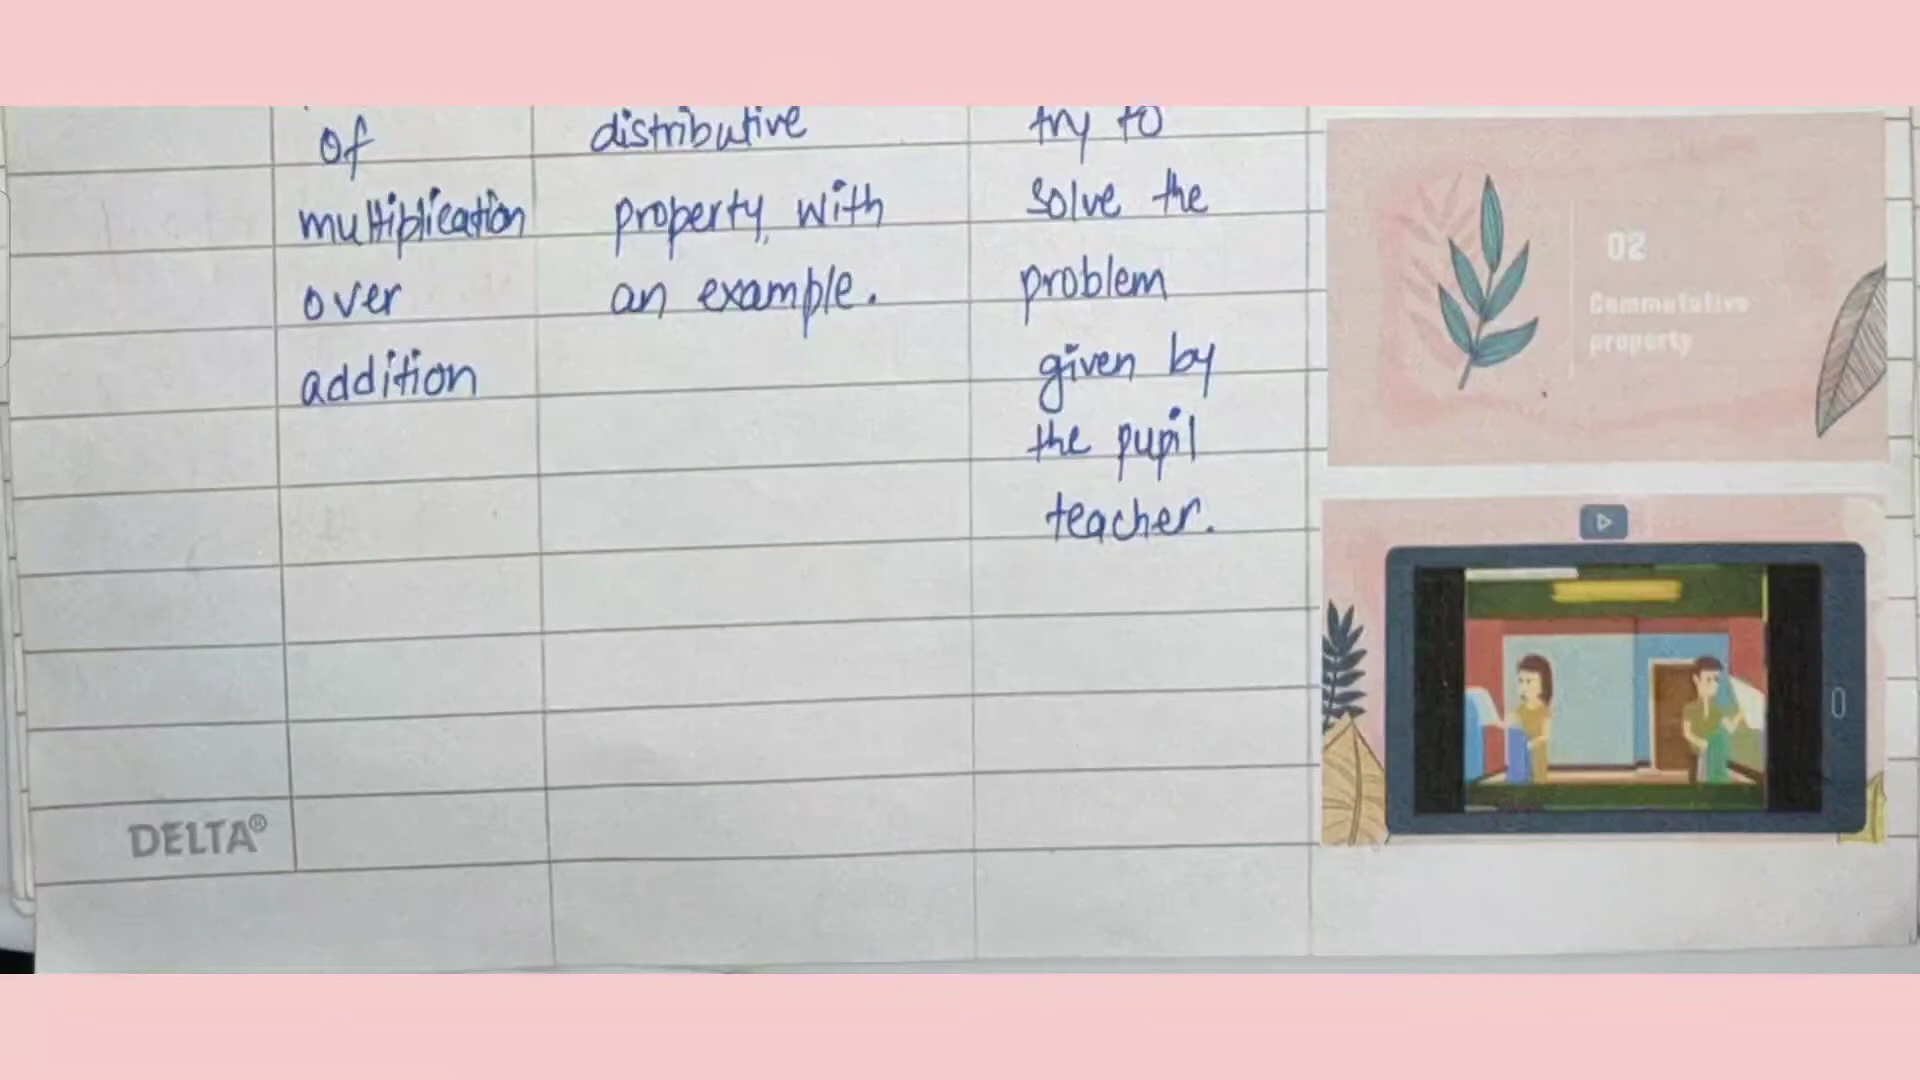 of
multiplication
over
addition
distributive
property, with
an example.
try to
solve the
problem
given by
the pupil
teacher.
02
Commutative
property
DELTA®